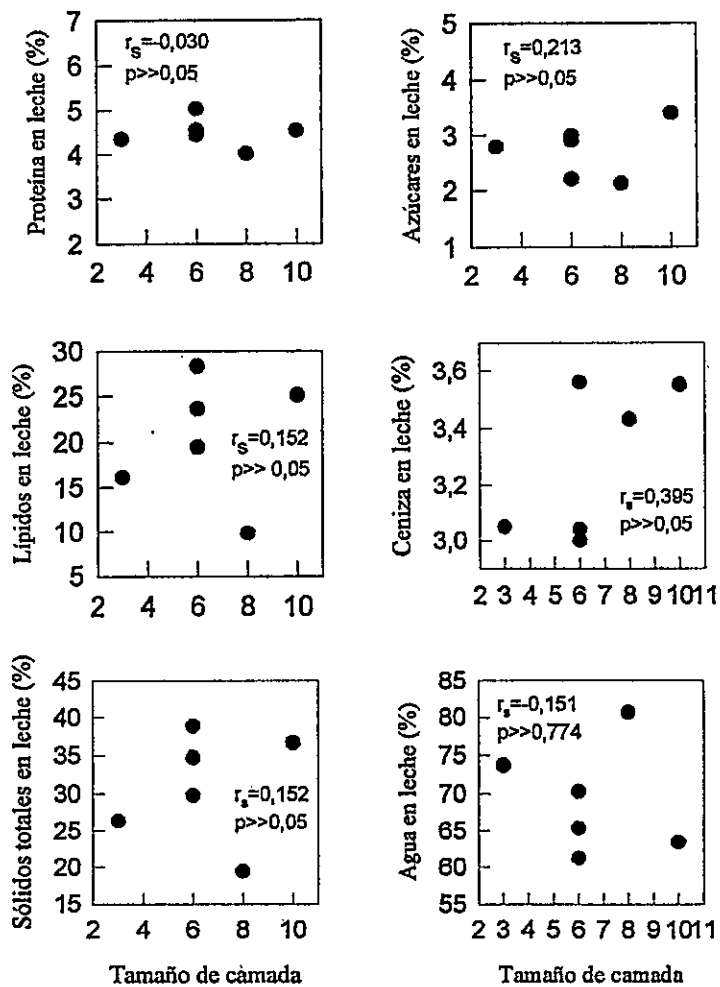 Proteína en leche (%)
7
6
5
4
3
2
r_S=-0,030
p>>0,05
2 4 6 8 10
Azúcares en leche (%)
5
4
3
2
1
r_S=0,213
p>>0,05
2 4 6 8 10
Lípidos en leche (%)
30
25
20
15
10
5
r_S=0,152
p>> 0,05
2 4 6 8 10
Ceniza en leche (%)
3,6
3,4
3,2
3,0
r_s=0,395
p>>0,05
2 3 4 5 6 7 8 9 10 11
Sólidos totales en leche (%)
45
40
35
30
25
20
15
r_s=0,152
p>>0,05
2 4 6 8 10
Tamaño de càmada
Agua en leche (%)
85
80
75
70
65
60
55
r_s=-0,151
p>>0,774
2 3 4 5 6 7 8 9 10 11
Tamaño de camada